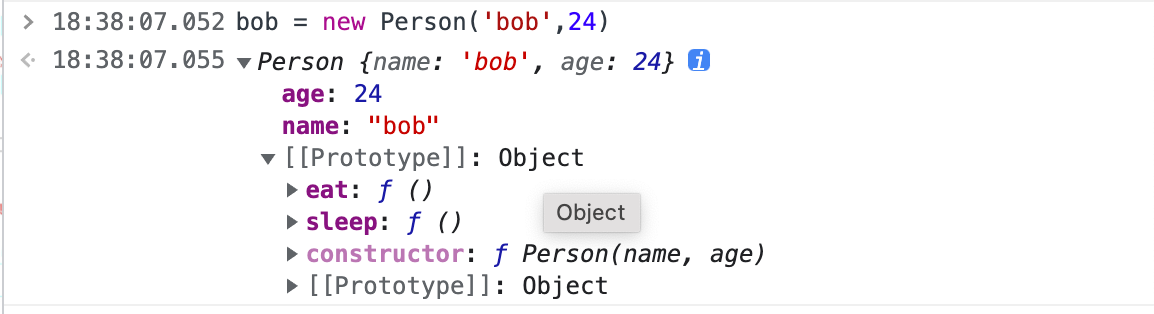 18:38:07.052 bob = new Person('bob',24)
18:38:07.055 Person {name: 'bob', age: 24} i
age: 24
name: "bob"
[[Prototype]]: Object
eat: ƒ ()
sleep: ƒ ()
Object
constructor: ƒ Person(name, age)
[[Prototype]]: Object